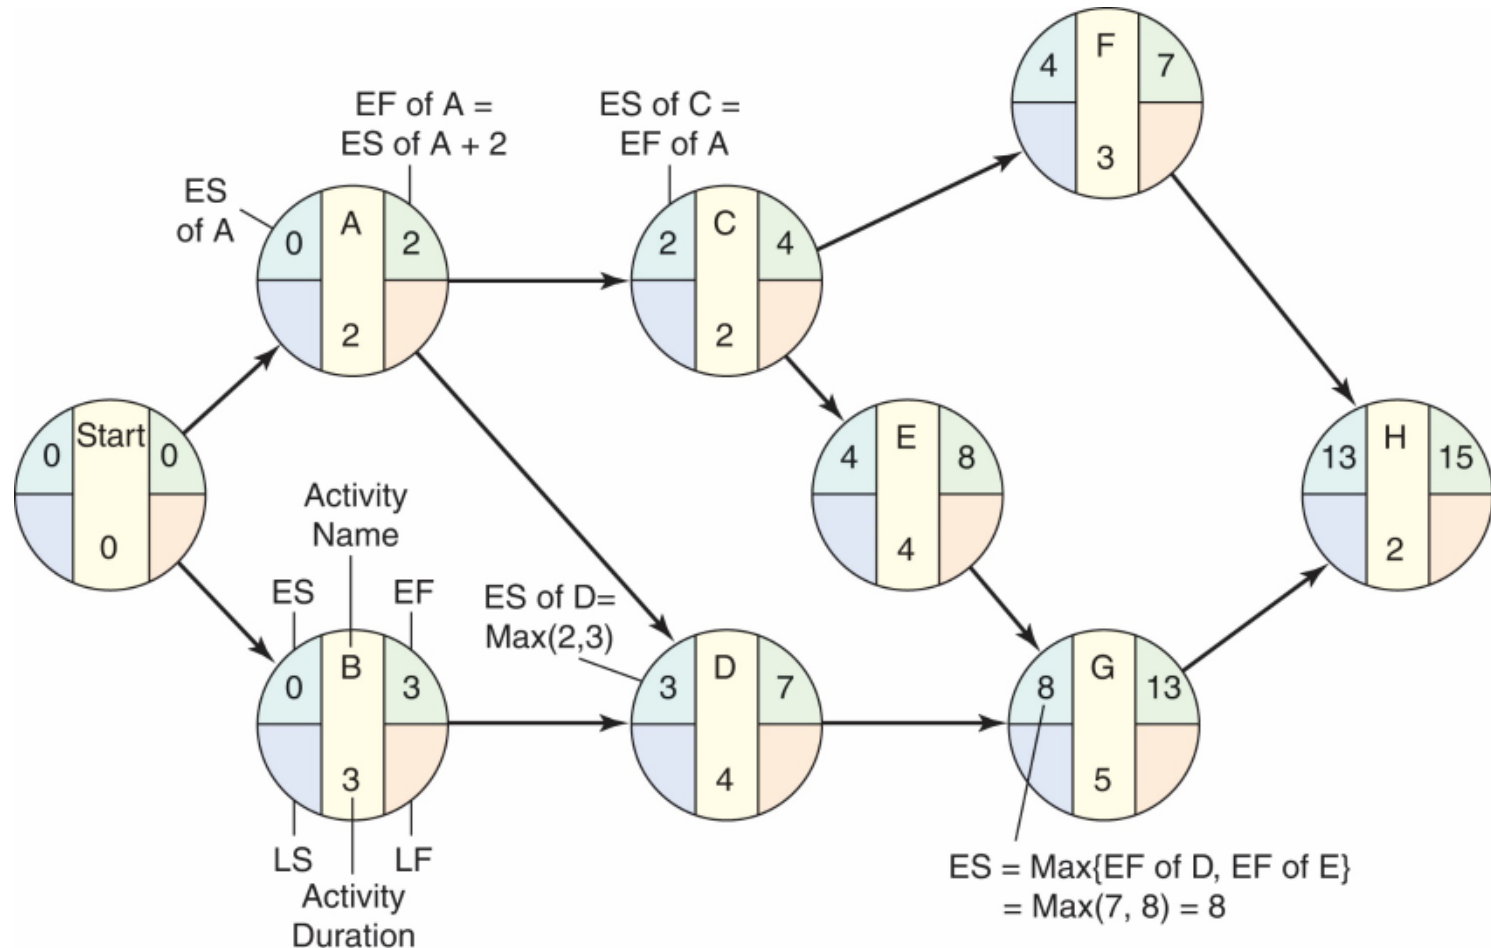 F
4
7
3
EF of A =
ES of A + 2
ES of C =
EF of A
ES
of A
A
0
2
2
C
2
4
2
Start
0
0
0
E
4
8
4
H
13
15
2
Activity
Name
ES
EF
B
0
3
3
LS
LF
Activity
Duration
ES of D=
Max(2,3)
D
3
7
4
G
8
13
5
ES = Max{EF of D, EF of E}
= Max(7, 8) = 8